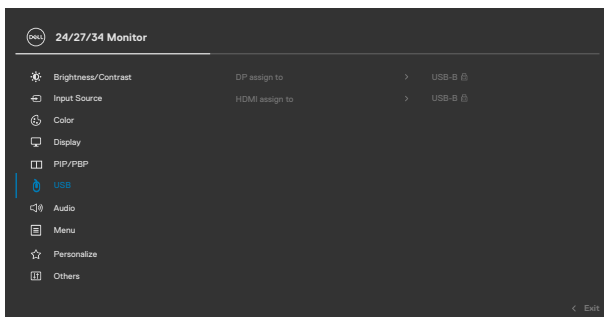 DELL 24/27/34 Monitor
Brightness/Contrast DP assign to > USB-B
Input Source HDMI assign to > USB-B
Color
Display
PIP/PBP
USB
Audio
Menu
Personalize
Others
< Exit